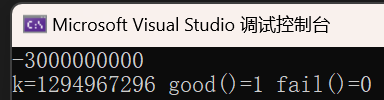 Microsoft Visual Studio 调试控制台
-3000000000
k=1294967296 good()=1 fail()=0